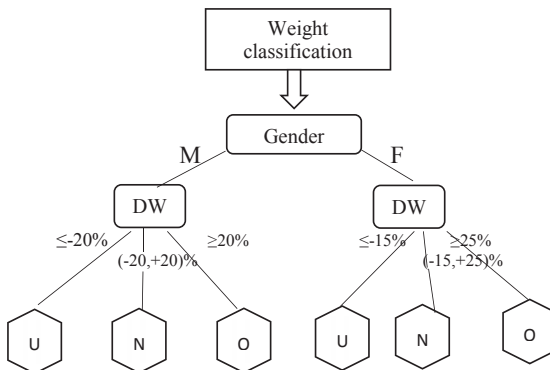 Weight
classification
Gender
M
F
DW
DW
≤-20%
≥20%
(-20,+20)%
≤-15%
≥25%
(-15,+25)%
U
N
O
U
N
O